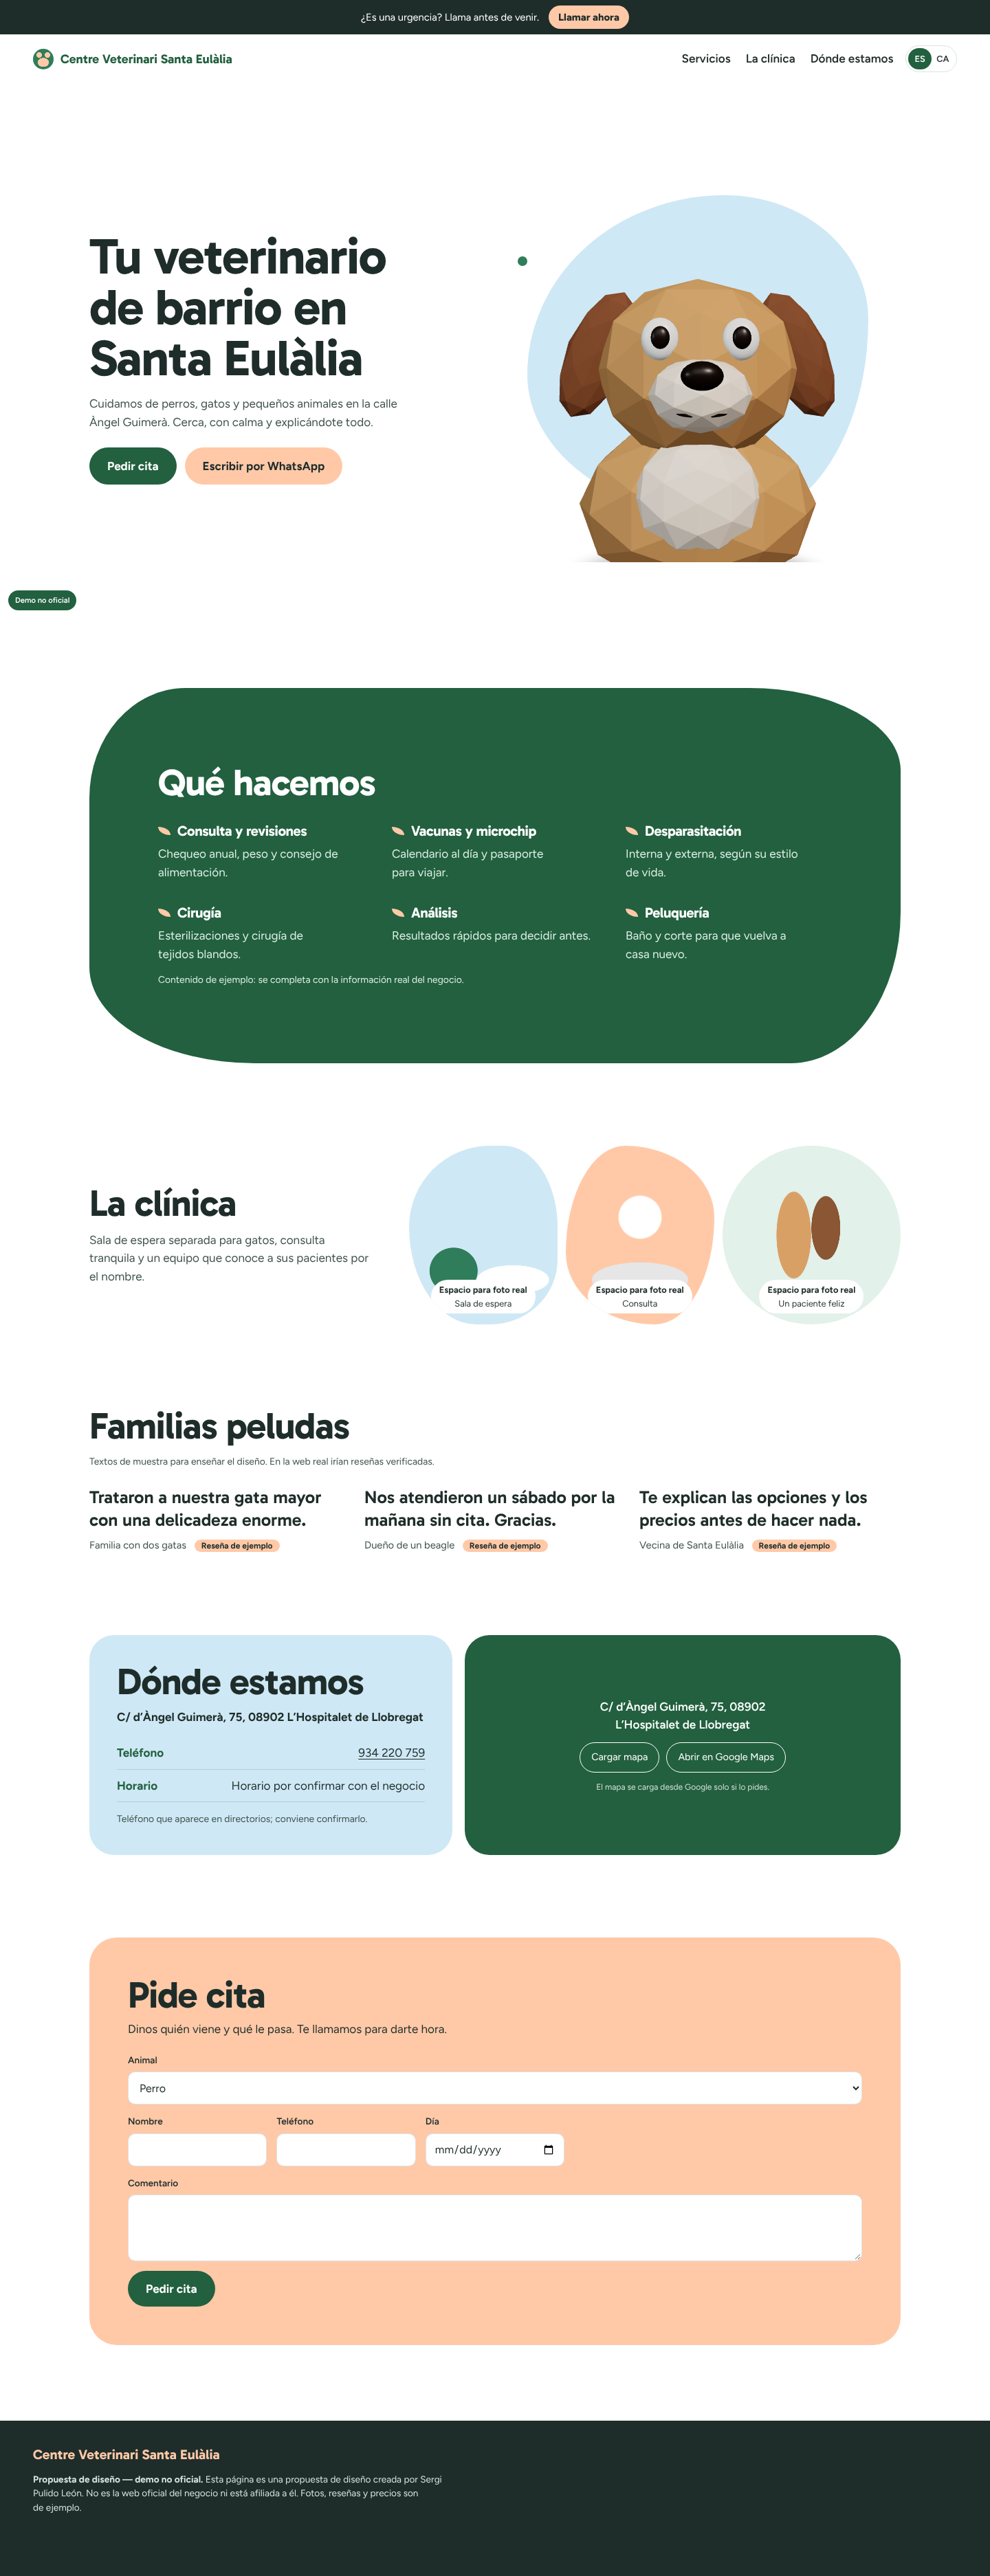 ¿Es una urgencia? Llama antes de venir.
Llamar ahora
Centre Veterinari Santa Eulàlia
Servicios
La clínica
Dónde estamos
ES
CA
Tu veterinario
de barrio en
Santa Eulàlia
Cuidamos de perros, gatos y pequeños animales en la calle
Àngel Guimerà. Cerca, con calma y explicándote todo.
Pedir cita
Escribir por WhatsApp
Demo no oficial
Qué hacemos
Consulta y revisiones
Chequeo anual, peso y consejo de
alimentación.
Vacunas y microchip
Calendario al día y pasaporte
para viajar.
Desparasitación
Interna y externa, según su estilo
de vida.
Cirugía
Esterilizaciones y cirugía de
tejidos blandos.
Análisis
Resultados rápidos para decidir antes.
Peluquería
Baño y corte para que vuelva a
casa nuevo.
Contenido de ejemplo: se completa con la información real del negocio.
La clínica
Sala de espera separada para gatos, consulta
tranquila y un equipo que conoce a sus pacientes por
el nombre.
Espacio para foto real
Sala de espera
Espacio para foto real
Consulta
Espacio para foto real
Un paciente feliz
Familias peludas
Textos de muestra para enseñar el diseño. En la web real irían reseñas verificadas.
Trataron a nuestra gata mayor
con una delicadeza enorme.
Familia con dos gatas
Reseña de ejemplo
Nos atendieron un sábado por la
mañana sin cita. Gracias.
Dueño de un beagle
Reseña de ejemplo
Te explican las opciones y los
precios antes de hacer nada.
Vecina de Santa Eulàlia
Reseña de ejemplo
Dónde estamos
C/ d’Àngel Guimerà, 75, 08902 L’Hospitalet de Llobregat
Teléfono
934 220 759
Horario
Horario por confirmar con el negocio
Teléfono que aparece en directorios; conviene confirmarlo.
C/ d’Àngel Guimerà, 75, 08902
L’Hospitalet de Llobregat
Cargar mapa
Abrir en Google Maps
El mapa se carga desde Google solo si lo pides.
Pide cita
Dinos quién viene y qué le pasa. Te llamamos para darte hora.
Animal
Perro
Nombre
Teléfono
Día
mm/dd/yyyy
Comentario
Pedir cita
Centre Veterinari Santa Eulàlia
Propuesta de diseño — demo no oficial. Esta página es una propuesta de diseño creada por Sergi
Pulido León. No es la web oficial del negocio ni está afiliada a él. Fotos, reseñas y precios son
de ejemplo.